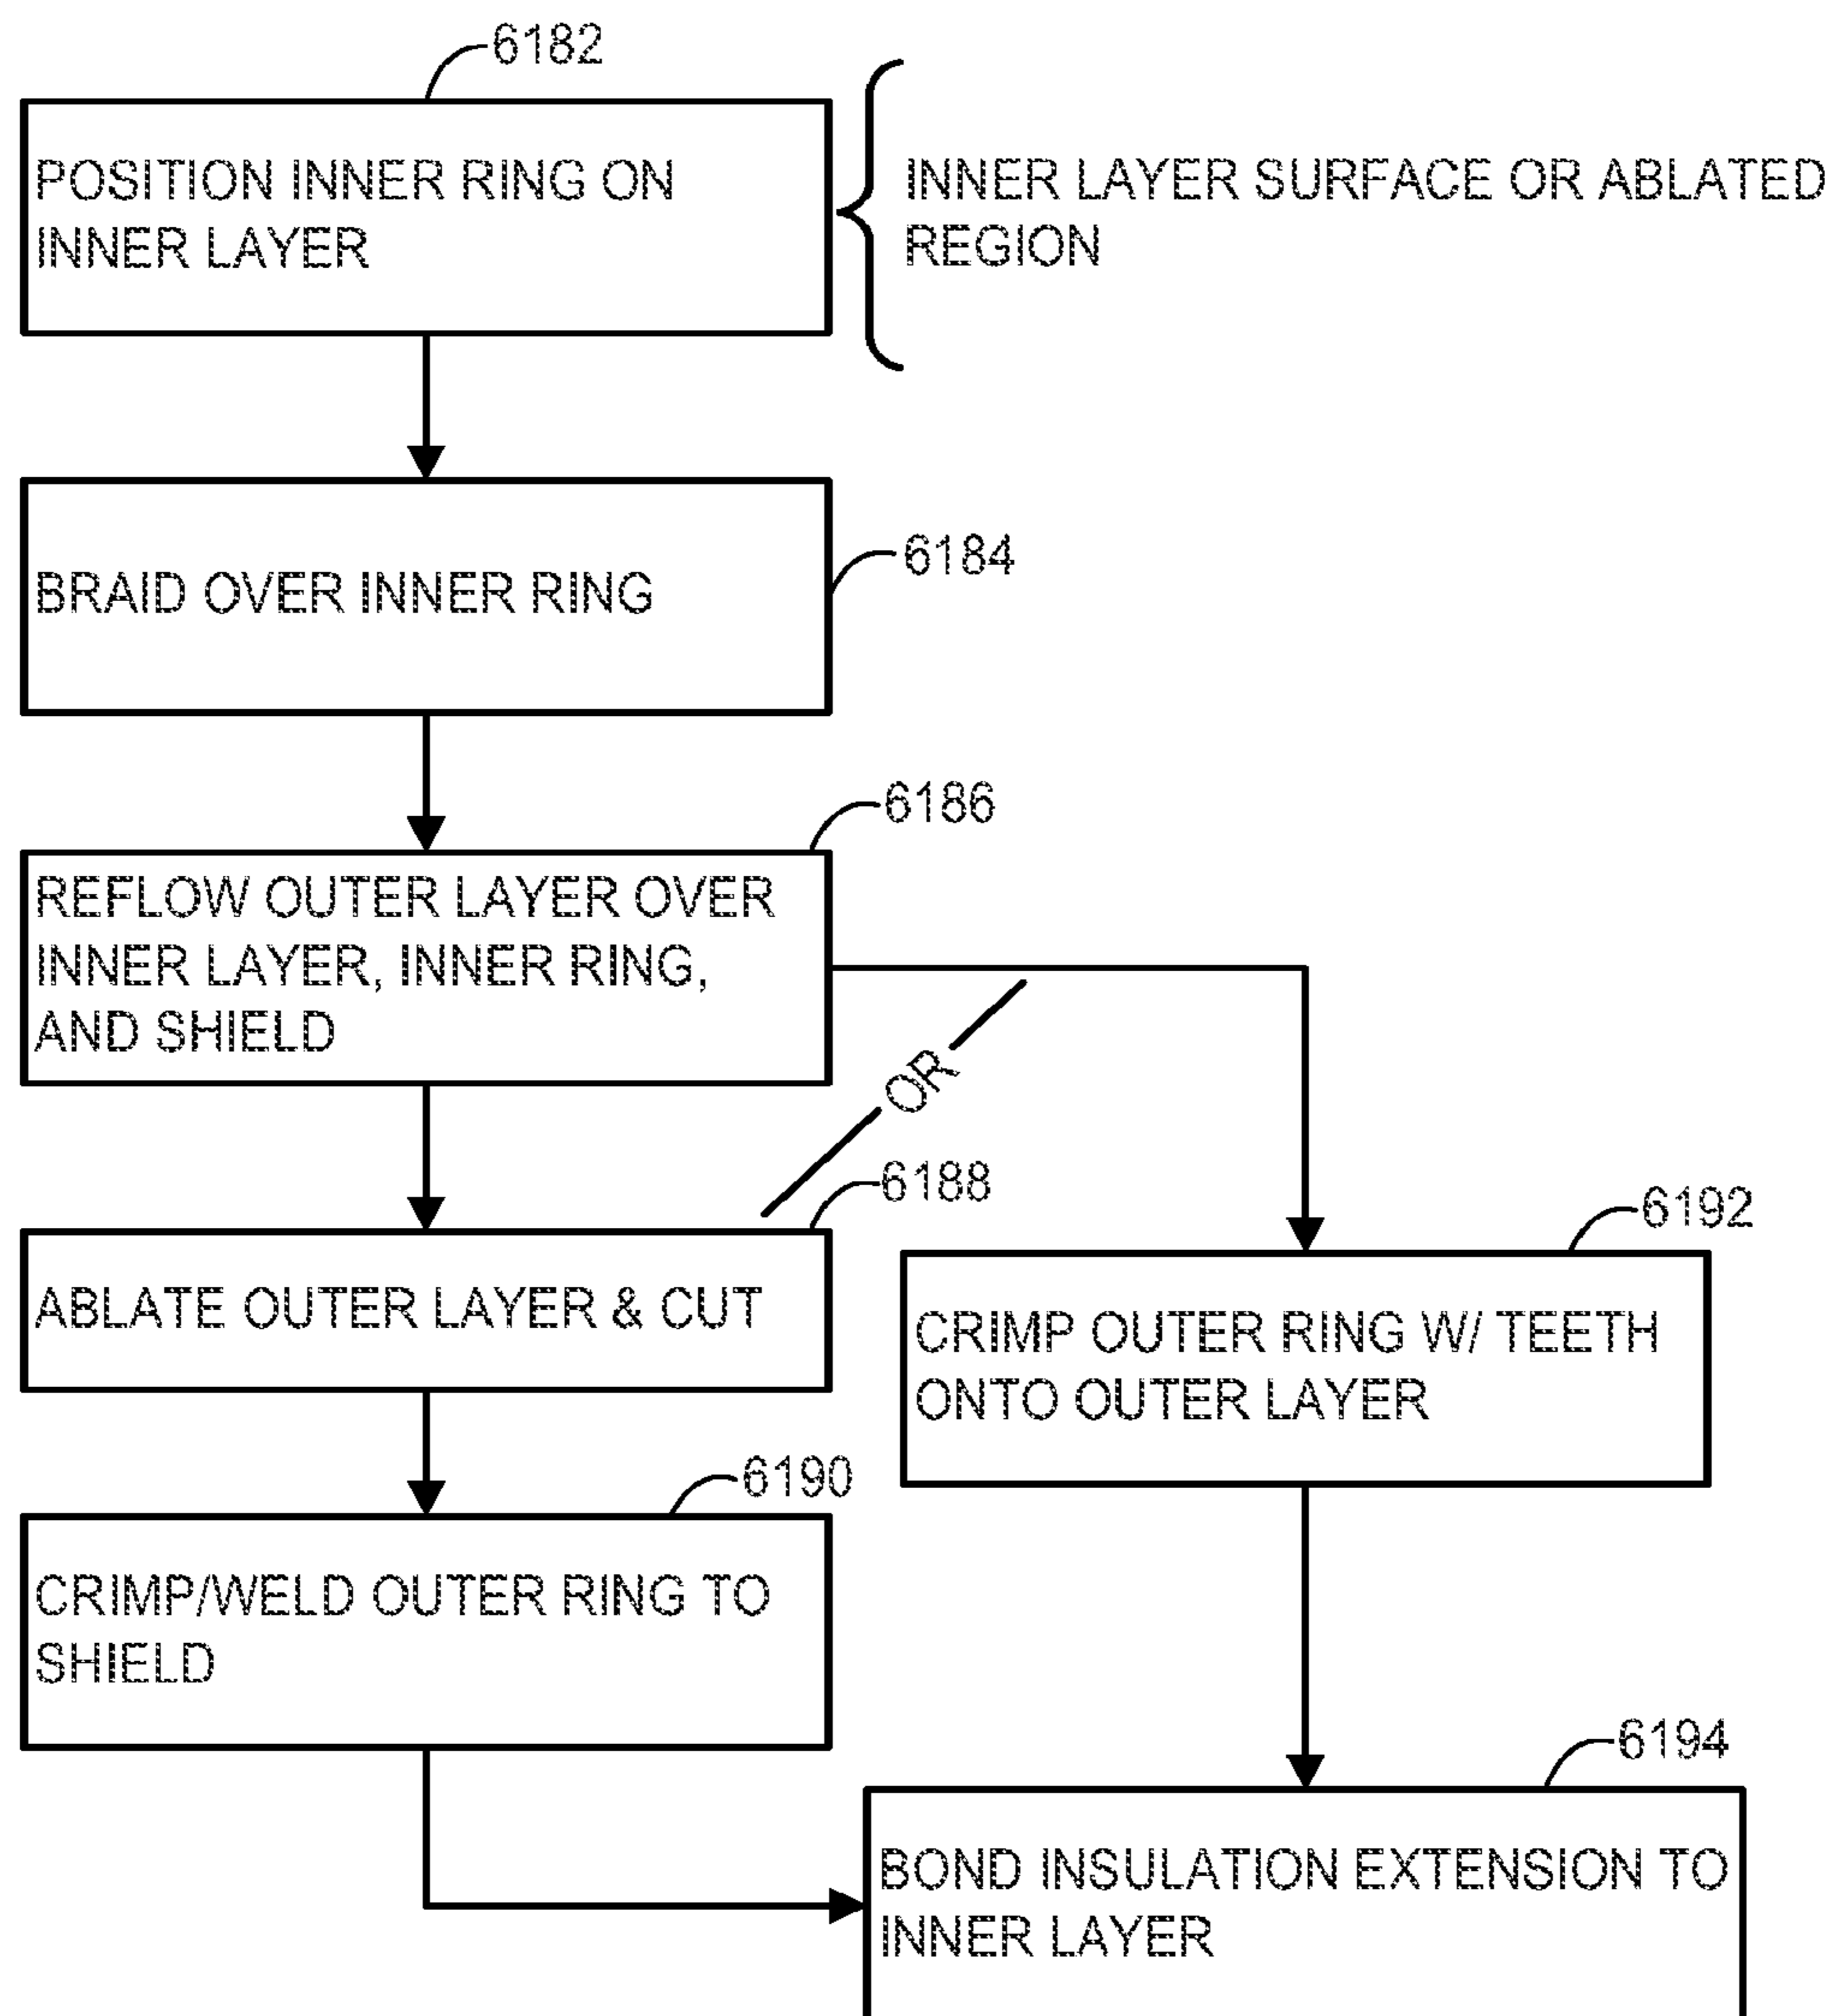 6182
POSITION INNER RING ON
INNER LAYER
INNER LAYER SURFACE OR ABLATED
REGION
6184
BRAID OVER INNER RING
6186
REFLOW OUTER LAYER OVER
INNER LAYER, INNER RING,
AND SHIELD
OR
6188
ABLATE OUTER LAYER & CUT
6192
CRIMP OUTER RING W/ TEETH
ONTO OUTER LAYER
6190
CRIMP/WELD OUTER RING TO
SHIELD
6194
BOND INSULATION EXTENSION TO
INNER LAYER